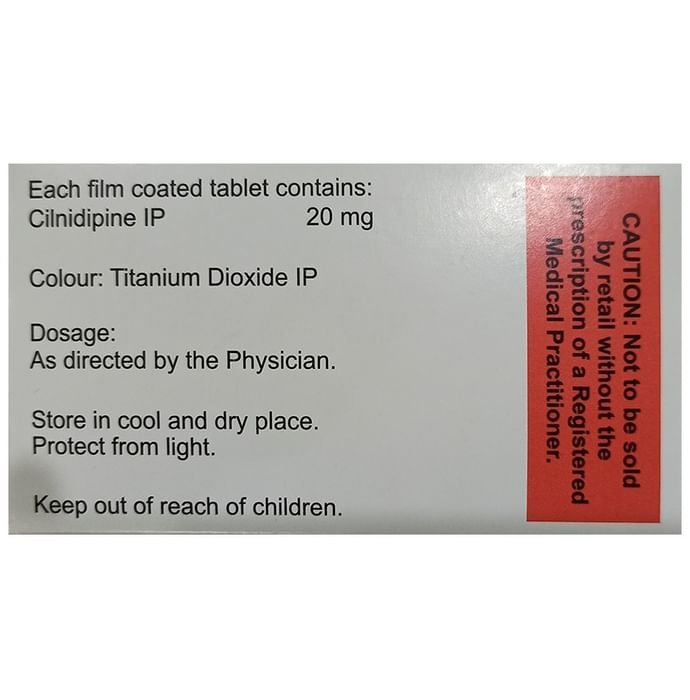 Each film coated tablet contains:
Cilnidipine IP 20 mg
Colour: Titanium Dioxide IP
Dosage:
As directed by the Physician.
Store in cool and dry place.
Protect from light.
Keep out of reach of children.
CAUTION: Not to be sold
by retail without the
prescription of a Registered
Medical Practitioner.